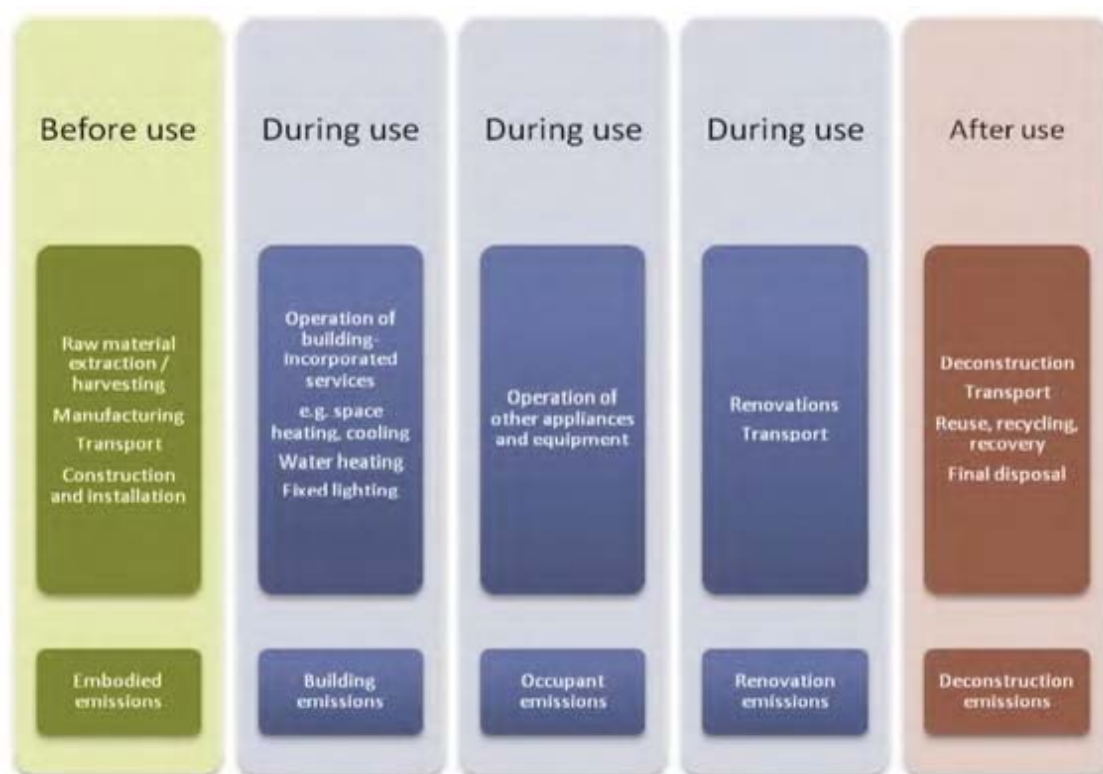 Before use
Raw material
extraction /
harvesting
Manufacturing
Transport
Construction
and installation
Embodied
emissions
During use
Operation of
building-
incorporated
services
e.g. space
heating, cooling
Water heating
Fixed lighting
Building
emissions
During use
Operation of
other appliances
and equipment
Occupant
emissions
During use
Renovations
Transport
Renovation
emissions
After use
Deconstruction
Transport
Reuse, recycling,
recovery
Final disposal
Deconstruction
emissions